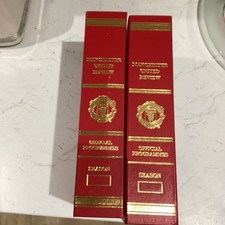 MANCHESTER
UNITED
REVIEW
OFFICIAL
PROGRAMMES
SEASON
MANCHESTER
UNITED
REVIEW
OFFICIAL
PROGRAMMES
SEASON